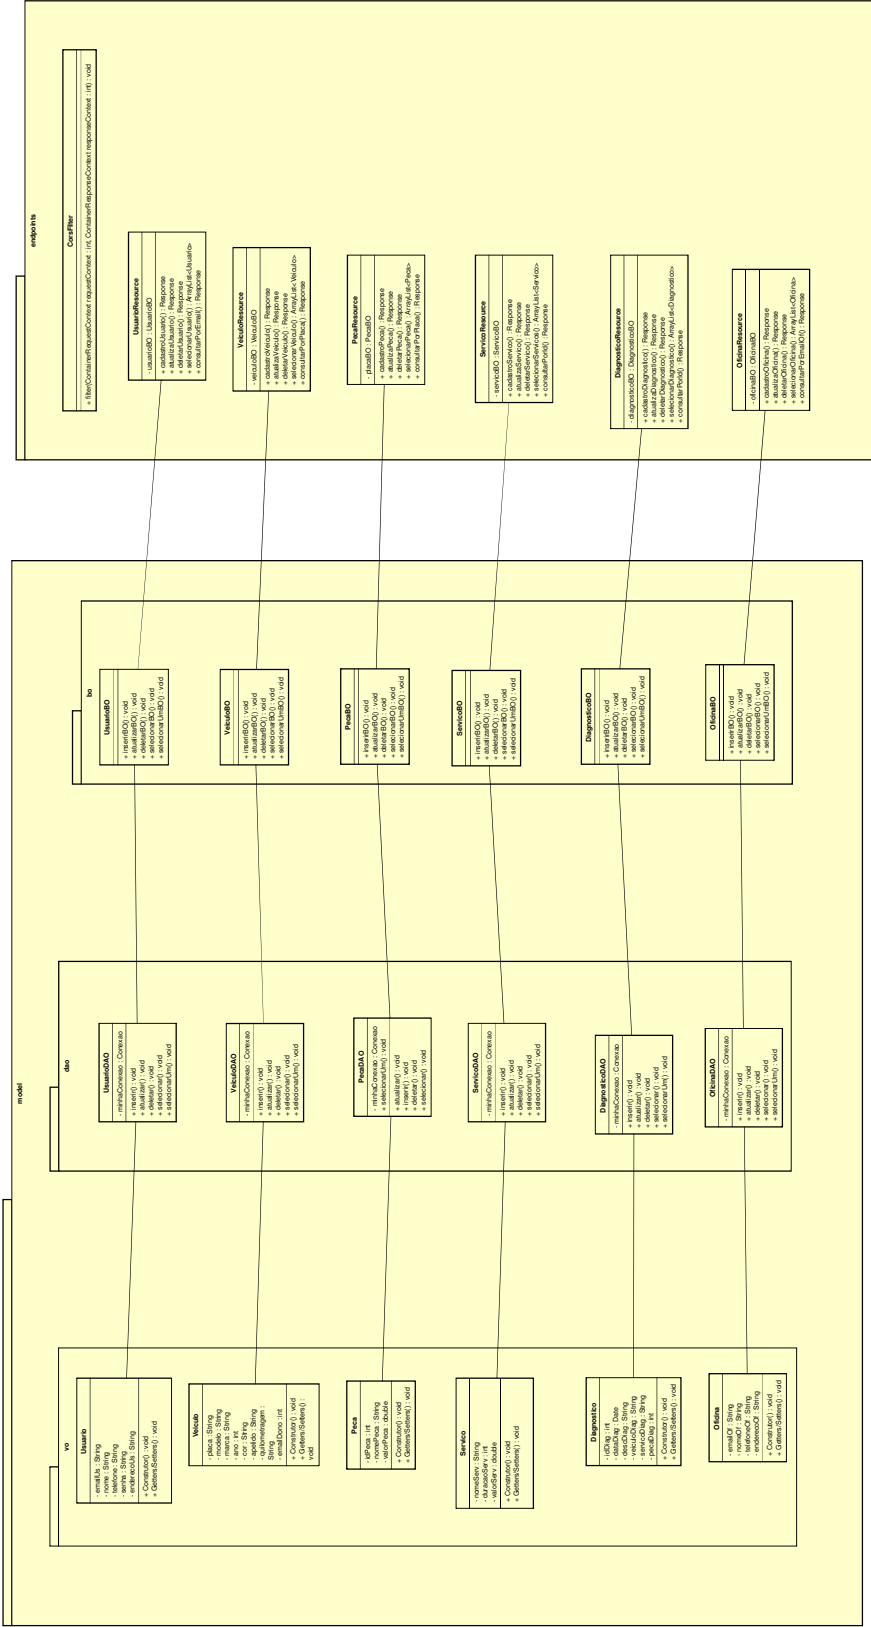 model
vo
Usuario
- emailUs : String
- nome : String
- telefone : String
- senha : String
- enderecoUs : String
+ Construtor() : void
+ Getters/Setters() : void
Veiculo
- placa : String
- modelo : String
- marca : String
- ano : int
- cor : String
- apelido : String
- quilometragem :
String
- emailDono : int
+ Construtor() : void
+ Getters/Setters() :
void
Peca
- idPeca : int
- nomePeca : String
- valorPeca : double
+ Construtor() : void
+ Getters/Setters() : void
Servico
- nomeServ : String
- duracaoServ : int
- valorServ : double
+ Construtor() : void
+ Getters/Setters() : void
Diagnostico
- idDiag : int
- dataDiag : Date
- descDiag : String
- veiculoDiag : String
- servicoDiag : String
- pecaDiag : int
+ Construtor() : void
+ Getters/Setters() : void
Oficina
- emailOf : String
- nomeOf : String
- telefoneOf : String
- enderecoOf : String
+ Construtor() : void
+ Getters/Setters() : void
dao
UsuarioDAO
- minhaConexao : Conexao
+ inserir() : void
+ atualizar() : void
+ deletar() : void
+ selecionar() : void
+ selecionarUm() : void
VeiculoDAO
- minhaConexao : Conexao
+ inserir() : void
+ atualizar() : void
+ deletar() : void
+ selecionar() : void
+ selecionarUm() : void
PecaDAO
- minhaConexao : Conexao
+ selecionarUm() : void
+ atualizar() : void
+ inserir() : void
+ deletar() : void
+ selecionar() : void
ServicoDAO
- minhaConexao : Conexao
+ inserir() : void
+ atualizar() : void
+ deletar() : void
+ selecionar() : void
+ selecionarUm() : void
DiagnosticoDAO
- minhaConexao : Conexao
+ inserir() : void
+ atualizar() : void
+ deletar() : void
+ selecionar() : void
+ selecionarUm() : void
OficinaDAO
- minhaConexao : Conexao
+ inserir() : void
+ atualizar() : void
+ deletar() : void
+ selecionar() : void
+ selecionarUm() : void
bo
UsuarioBO
+ inserirBO() : void
+ atualizarBO() : void
+ deletarBO() : void
+ selecionarBO() : void
+ selecionarUmBO() : void
VeiculoBO
+ inserirBO() : void
+ atualizarBO() : void
+ deletarBO() : void
+ selecionarBO() : void
+ selecionarUmBO() : void
PecaBO
+ inserirBO() : void
+ atualizarBO() : void
+ deletarBO() : void
+ selecionarBO() : void
+ selecionarUmBO() : void
ServicoBO
+ inserirBO() : void
+ atualizarBO() : void
+ deletarBO() : void
+ selecionarBO() : void
+ selecionarUmBO() : void
DiagnosticoBO
+ inserirBO() : void
+ atualizarBO() : void
+ deletarBO() : void
+ selecionarBO() : void
+ selecionarUmBO() : void
OficinaBO
+ inserirBO() : void
+ atualizarBO() : void
+ deletarBO() : void
+ selecionarBO() : void
+ selecionarUmBO() : void
endpoints
CorsFilter
+ filter(ContainerRequestContext requestContext : int, ContainerResponseContext responseContext : int) : void
UsuarioResource
- usuarioBO : UsuarioBO
+ cadastroUsuario() : Response
+ atualizaUsuario() : Response
+ deletarUsuario() : Response
+ selecionarUsuario() : ArrayList<Usuario>
+ consultarPorEmail() : Response
VeiculoResource
- veiculoBO : VeiculoBO
+ cadastroVeiculo() : Response
+ atualizaVeiculo() : Response
+ deletarVeiculo() : Response
+ selecionarVeiculo() : ArrayList<Veiculo>
+ consultarPorPlaca() : Response
PecaResource
- placaBO : PecaBO
+ cadastroPeca() : Response
+ atualizaPeca() : Response
+ deletarPeca() : Response
+ selecionarPeca() : ArrayList<Peca>
+ consultarPorPlaca() : Response
ServicoResource
- servicoBO : ServicoBO
+ cadastroServico() : Response
+ atualizaServico() : Response
+ deletarServico() : Response
+ selecionarServico() : ArrayList<Servico>
+ consultarPorId() : Response
DiagnosticoResource
- diagnosticoBO : DiagnosticoBO
+ cadastroDiagnostico() : Response
+ atualizaDiagnostico() : Response
+ deletarDiagnostico() : Response
+ selecionarDiagnostico() : ArrayList<Diagnostico>
+ consultarPorId() : Response
OficinaResource
- oficinaBO : OficinaBO
+ cadastroOficina() : Response
+ atualizaOficina() : Response
+ deletarOficina() : Response
+ selecionarOficina() : ArrayList<Oficina>
+ consultarPorEmailOf() : Response